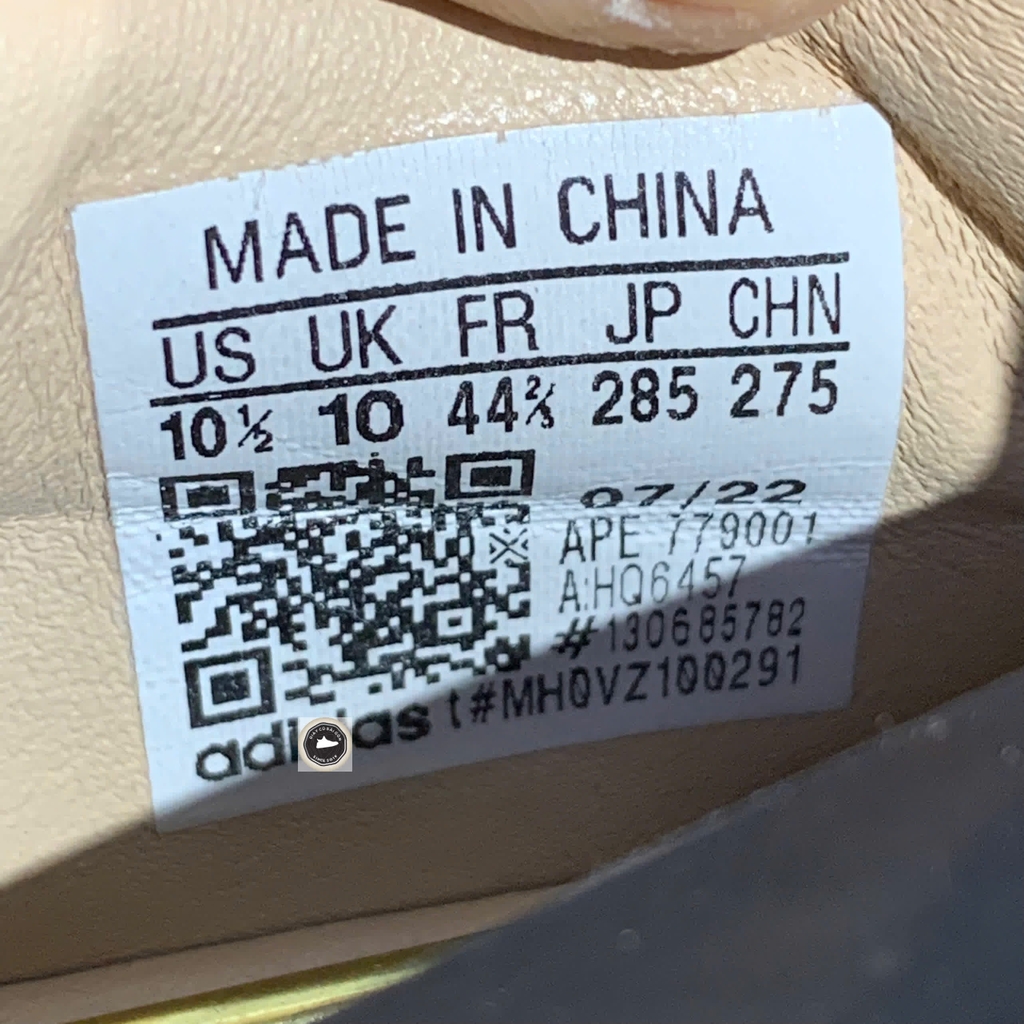 MADE IN CHINA
US UK FR JP CHN
10½ 10 44⅔ 285 275
07/22
APE 779001
A:HQ6457
#130685782
adidas t#MH0VZ100291